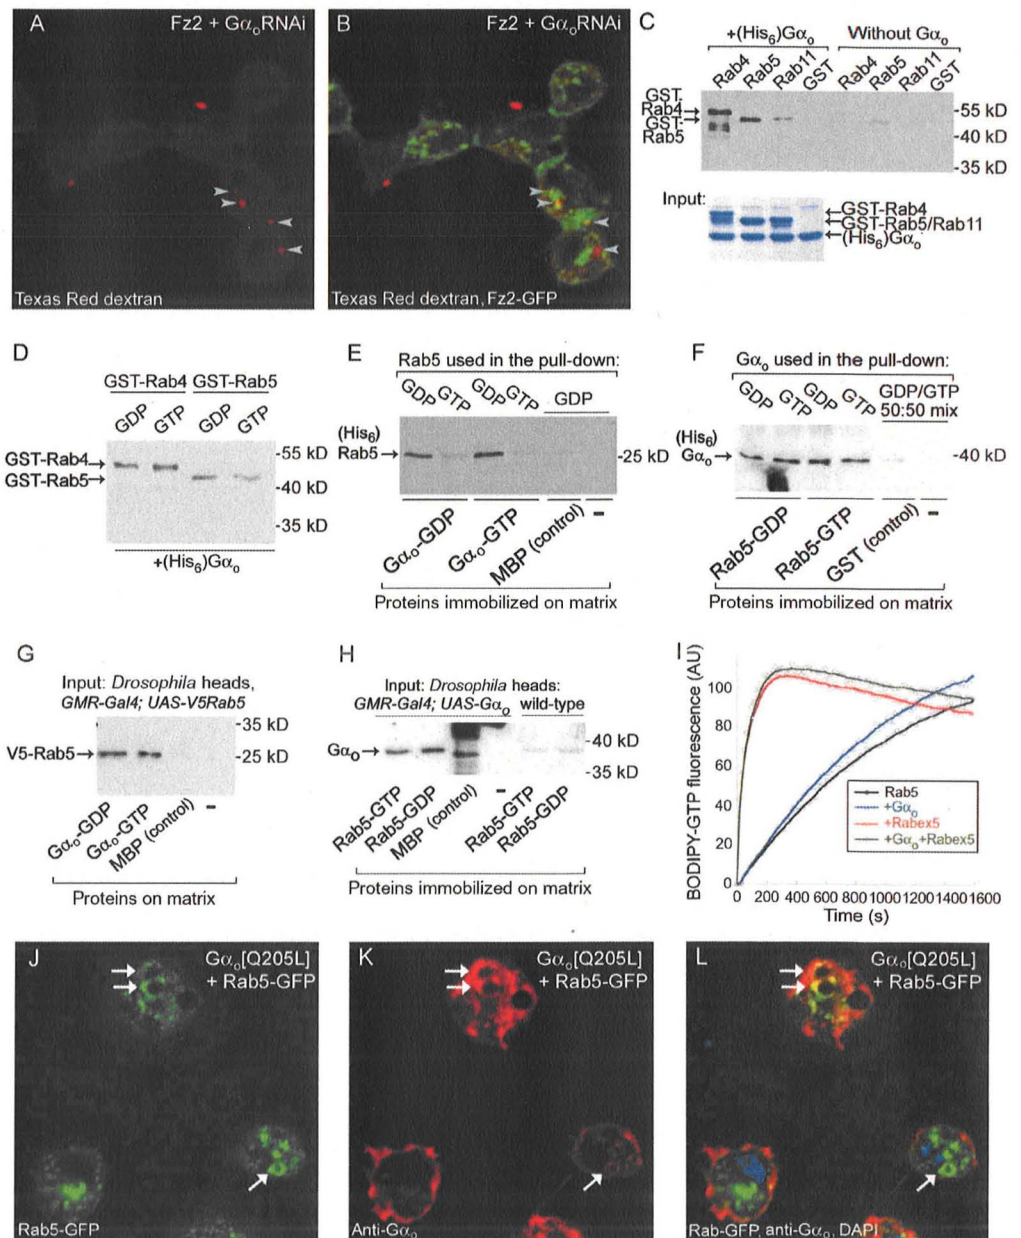 A
Fz2 + GαₒRNAi
Texas Red dextran
B
Fz2 + GαₒRNAi
Texas Red dextran, Fz2-GFP
C
+(His₆)Gαₒ
Without Gαₒ
Rab4 Rab5 Rab11 GST Rab4 Rab5 Rab11 GST
GST-
Rab4
GST-
Rab5
-55 kD
-40 kD
-35 kD
Input:
GST-Rab4
GST-Rab5/Rab11
(His₆)Gαₒ
D
GST-Rab4 GST-Rab5
GDP GTP GDP GTP
GST-Rab4
GST-Rab5
-55 kD
-40 kD
-35 kD
+(His₆)Gαₒ
E
Rab5 used in the pull-down:
GDP GTP GDP GTP GDP
(His₆)
Rab5
-25 kD
Gαₒ-GDP
Gαₒ-GTP
MBP (control)
–
Proteins immobilized on matrix
F
Gαₒ used in the pull-down:
GDP GTP GDP GTP GDP/GTP
50:50 mix
(His₆)
Gαₒ
-40 kD
Rab5-GDP
Rab5-GTP
GST (control)
–
Proteins immobilized on matrix
G
Input: Drosophila heads,
GMR-Gal4; UAS-V5Rab5
-35 kD
V5-Rab5
-25 kD
Gαₒ-GDP
Gαₒ-GTP
MBP (control)
–
Proteins on matrix
H
Input: Drosophila heads:
GMR-Gal4; UAS-Gαₒ wild-type
Gαₒ
-40 kD
-35 kD
Rab5-GTP
Rab5-GDP
MBP (control)
–
Rab5-GTP
Rab5-GDP
Proteins immobilized on matrix
I
BODIPY-GTP fluorescence (AU)
100
80
60
40
20
0
Rab5
+Gαₒ
+Rabex5
+Gαₒ+Rabex5
0 200 400 600 800 1000 1200 1400 1600
Time (s)
J
Gαₒ[Q205L]
+ Rab5-GFP
Rab5-GFP
K
Gαₒ[Q205L]
+ Rab5-GFP
Anti-Gαₒ
L
Gαₒ[Q205L]
+ Rab5-GFP
Rab-GFP, anti-Gαₒ, DAPI